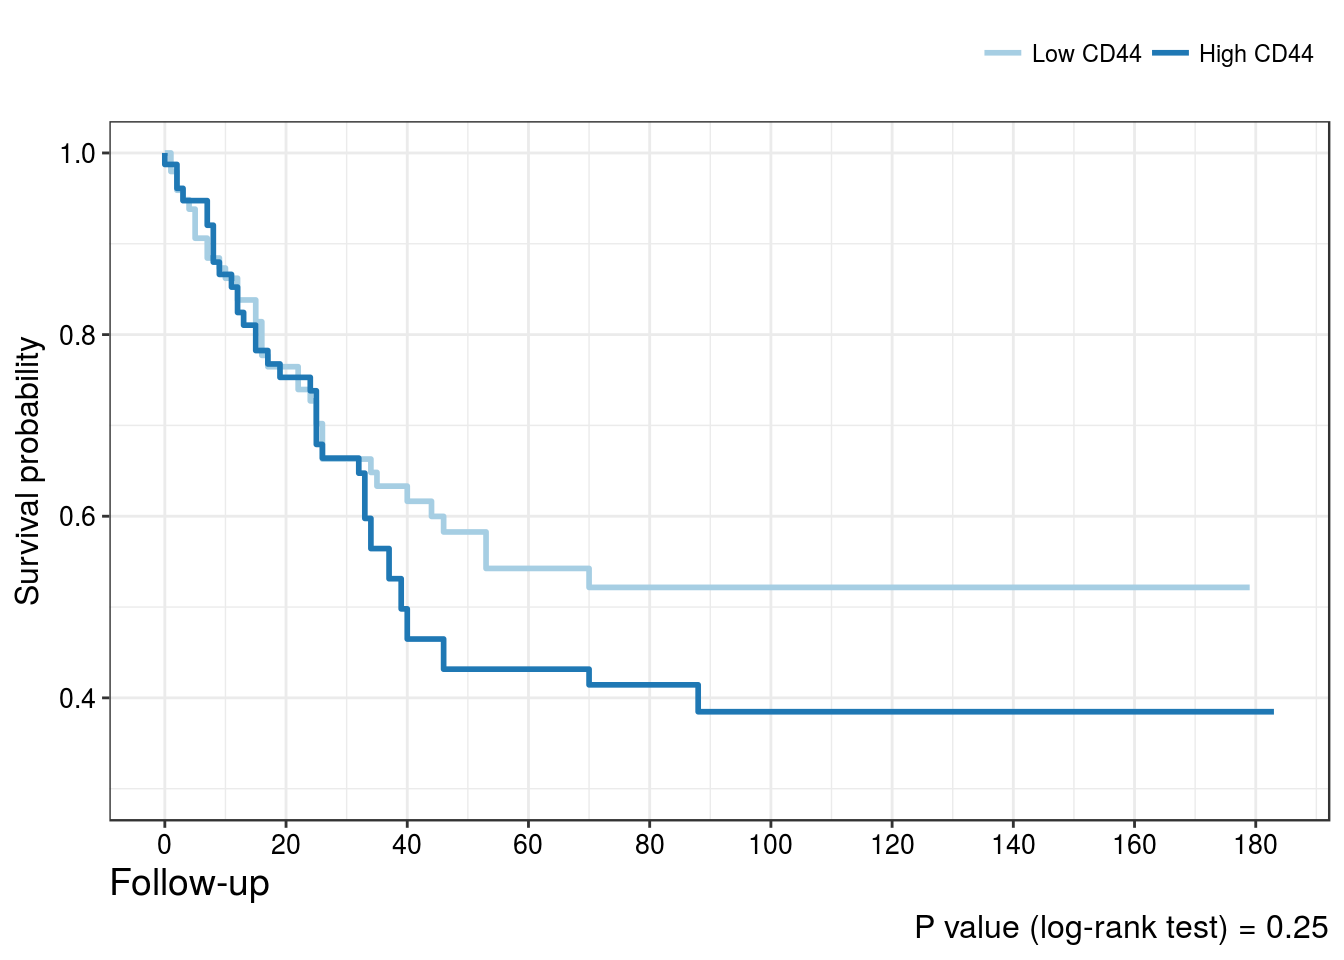 Low CD44 High CD44
Survival probability
1.0
0.8
0.6
0.4
0 20 40 60 80 100 120 140 160 180
Follow-up
P value (log-rank test) = 0.25